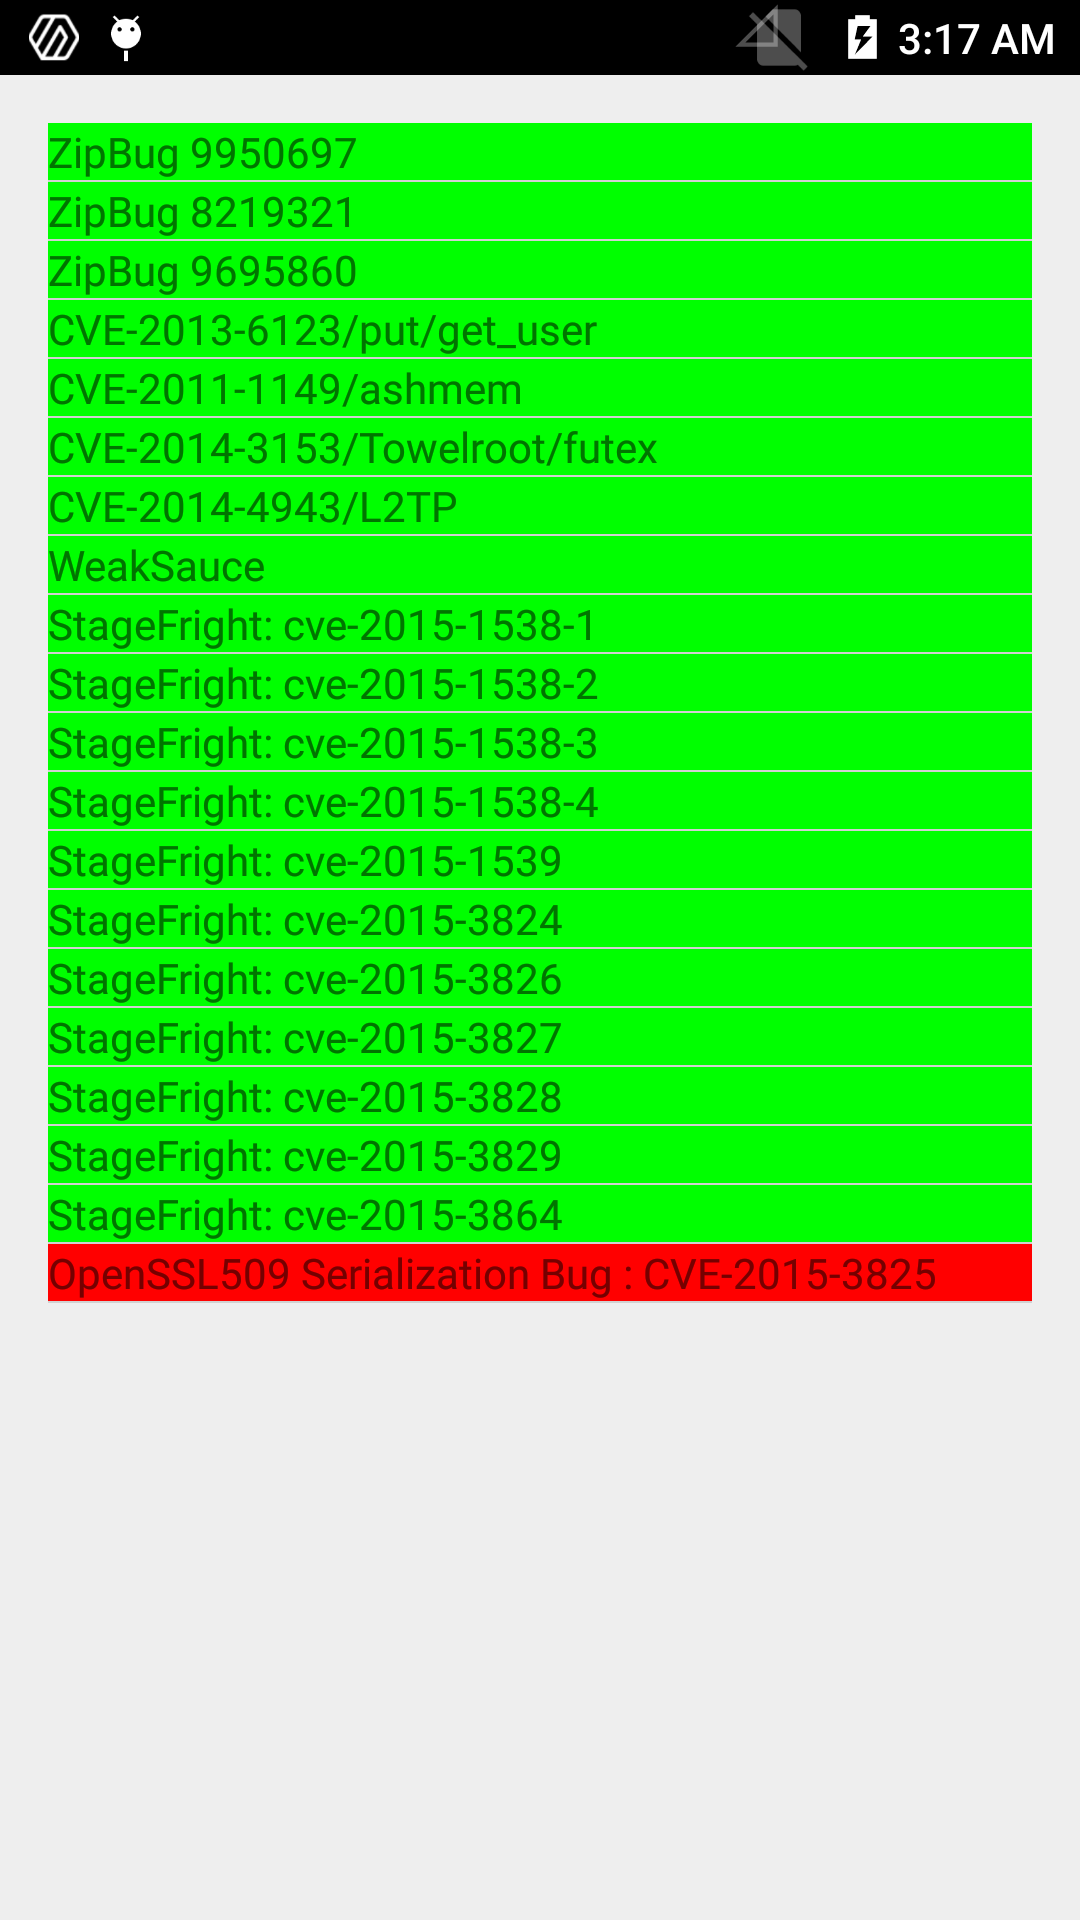 3:17 AM
ZipBug 9950697
ZipBug 8219321
ZipBug 9695860
CVE-2013-6123/put/get_user
CVE-2011-1149/ashmem
CVE-2014-3153/Towelroot/futex
CVE-2014-4943/L2TP
WeakSauce
StageFright: cve-2015-1538-1
StageFright: cve-2015-1538-2
StageFright: cve-2015-1538-3
StageFright: cve-2015-1538-4
StageFright: cve-2015-1539
StageFright: cve-2015-3824
StageFright: cve-2015-3826
StageFright: cve-2015-3827
StageFright: cve-2015-3828
StageFright: cve-2015-3829
StageFright: cve-2015-3864
OpenSSL509 Serialization Bug : CVE-2015-3825